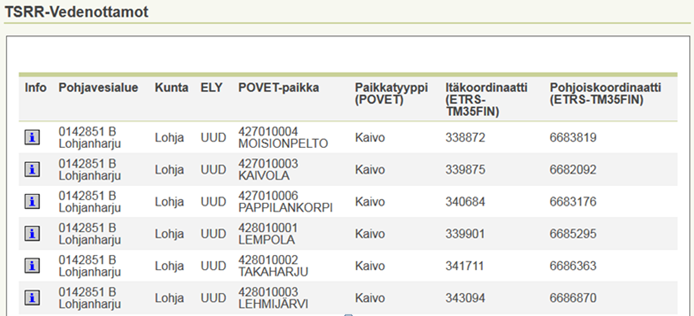 TSRR-Vedenottamot
Info Pohjavesialue Kunta ELY POVET-paikka Paikkatyyppi (POVET) Itäkoordinaatti (ETRS-TM35FIN) Pohjoiskoordinaatti (ETRS-TM35FIN)
0142851 B Lohjanharju Lohja UUD 427010004 MOISIONPELTO Kaivo 338872 6683819
0142851 B Lohjanharju Lohja UUD 427010003 KAIVOLA Kaivo 339875 6682092
0142851 B Lohjanharju Lohja UUD 427010006 PAPPILANKORPI Kaivo 340684 6683176
0142851 B Lohjanharju Lohja UUD 428010001 LEMPOLA Kaivo 339901 6685295
0142851 B Lohjanharju Lohja UUD 428010002 TAKAHARJU Kaivo 341711 6686363
0142851 B Lohjanharju Lohja UUD 428010003 LEHMIJÄRVI Kaivo 343094 6686870